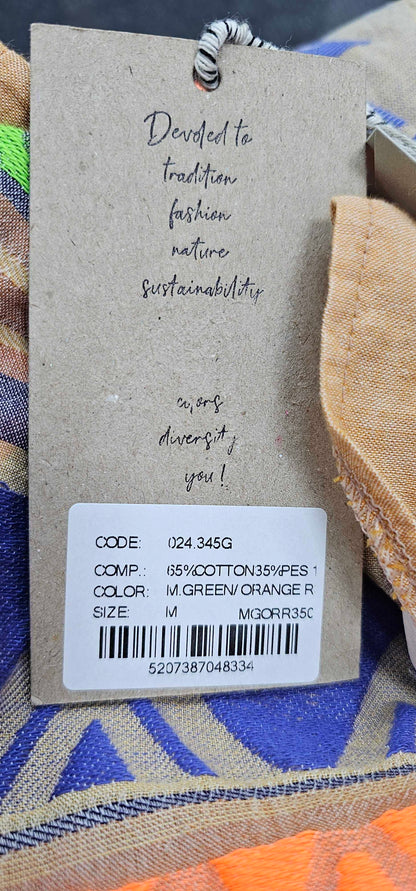 Devoted to
tradition
fashion
nature
sustainability
diversity
you!
CODE: 024.345G
COMP.: 65%COTTON35%PES 1
COLOR: M.GREEN/ORANGE R
SIZE: M MGORR350
5207387048334